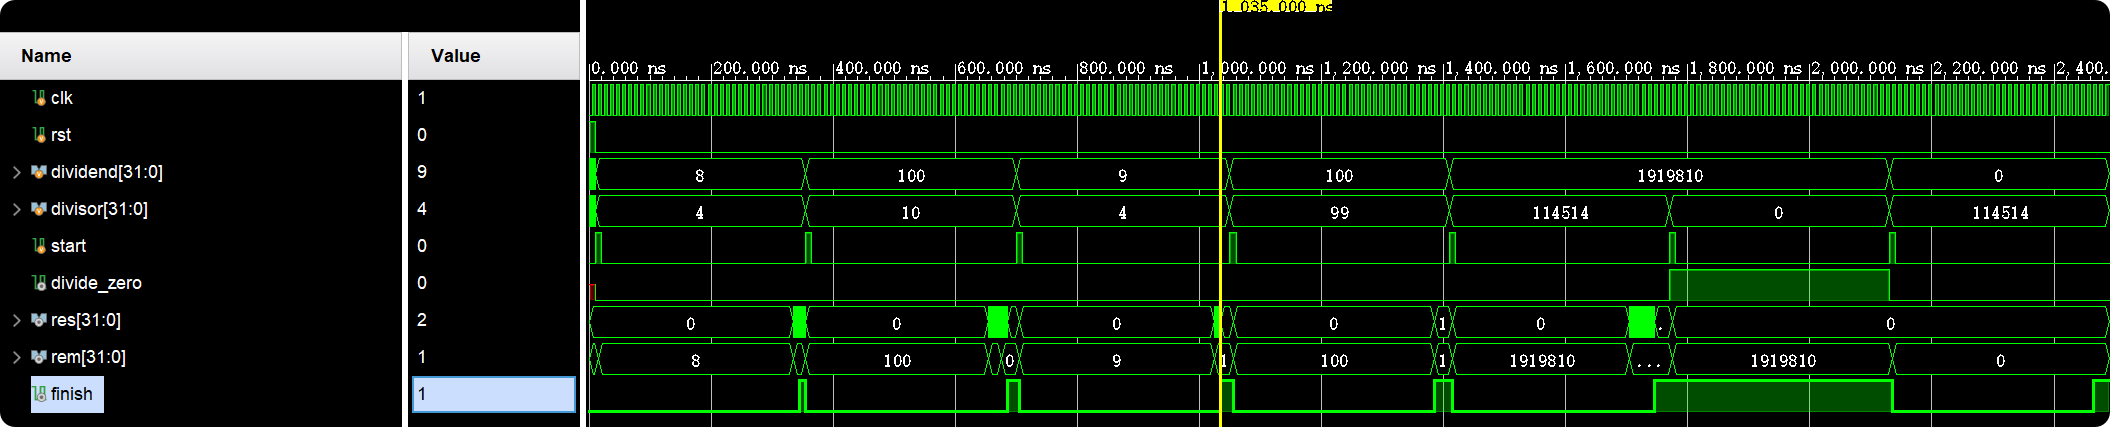 1,035.000 ns
Name Value
0.000 ns 200.000 ns 400.000 ns 600.000 ns 800.000 ns 1,000.000 ns 1,200.000 ns 1,400.000 ns 1,600.000 ns 1,800.000 ns 2,000.000 ns 2,200.000 ns 2,400.
clk 1
rst 0
dividend[31:0] 9 8 100 9 100 1919810 0
divisor[31:0] 4 4 10 4 99 114514 0 114514
start 0
divide_zero 0
res[31:0] 2 0 0 0 0 1 0 . 0
rem[31:0] 1 8 100 0 9 1 100 1 1919810 ... 1919810 0
finish 1